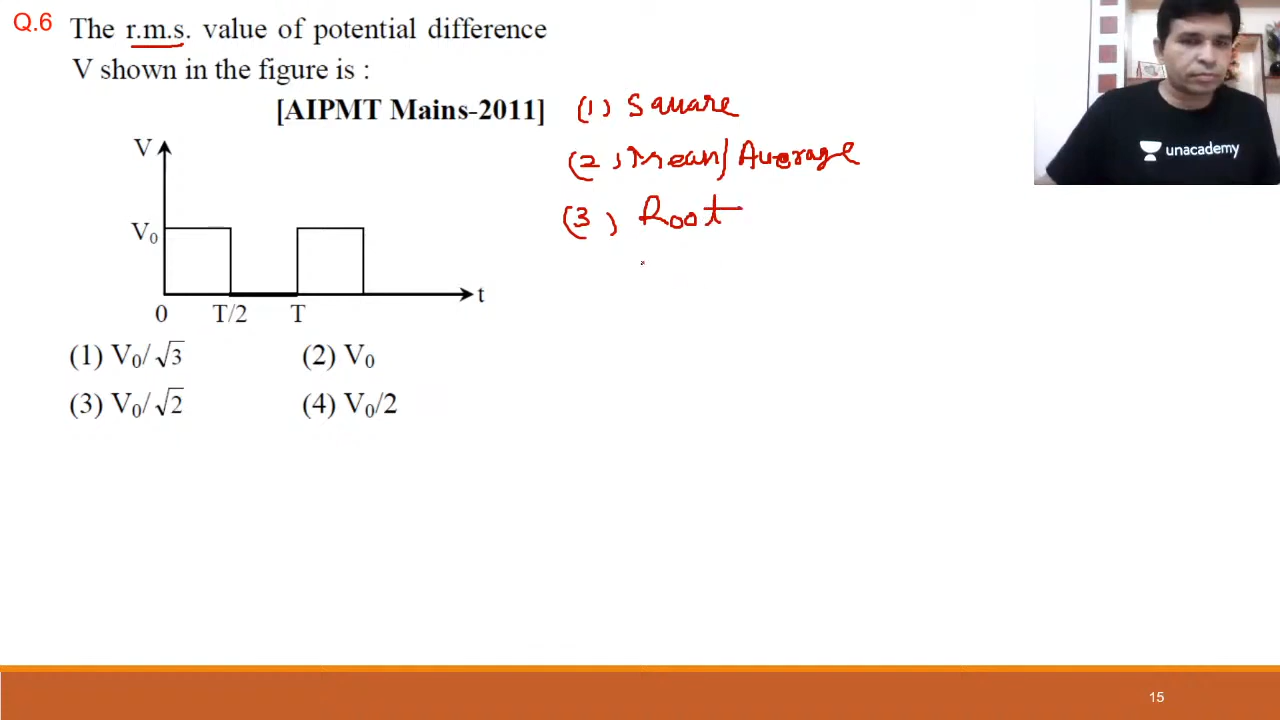 Q.6 The r.m.s. value of potential difference
V shown in the figure is :
[AIPMT Mains-2011]
(1) Square
(2) Mean/Average
(3) Root
V
V₀
0 T/2 T t
(1) V₀/√3 (2) V₀
(3) V₀/√2 (4) V₀/2
unacademy
15